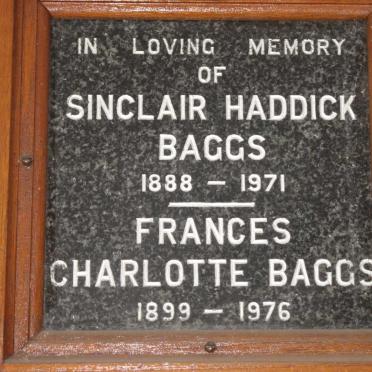 IN LOVING MEMORY
OF
SINCLAIR HADDICK
BAGGS
1888 – 1971
FRANCES
CHARLOTTE BAGGS
1899 – 1976